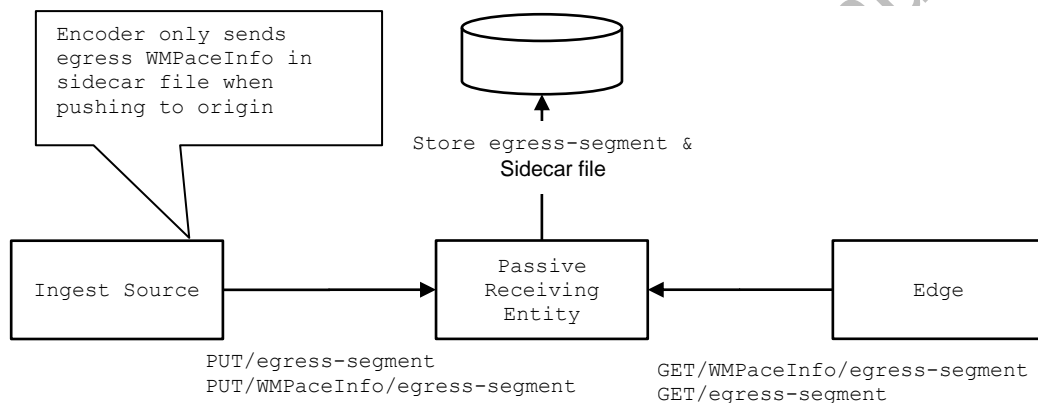 Encoder only sends
egress WMPaceInfo in
sidecar file when
pushing to origin
Store egress-segment &
Sidecar file
Ingest Source
Passive
Receiving
Entity
Edge
PUT/egress-segment
PUT/WMPaceInfo/egress-segment
GET/WMPaceInfo/egress-segment
GET/egress-segment